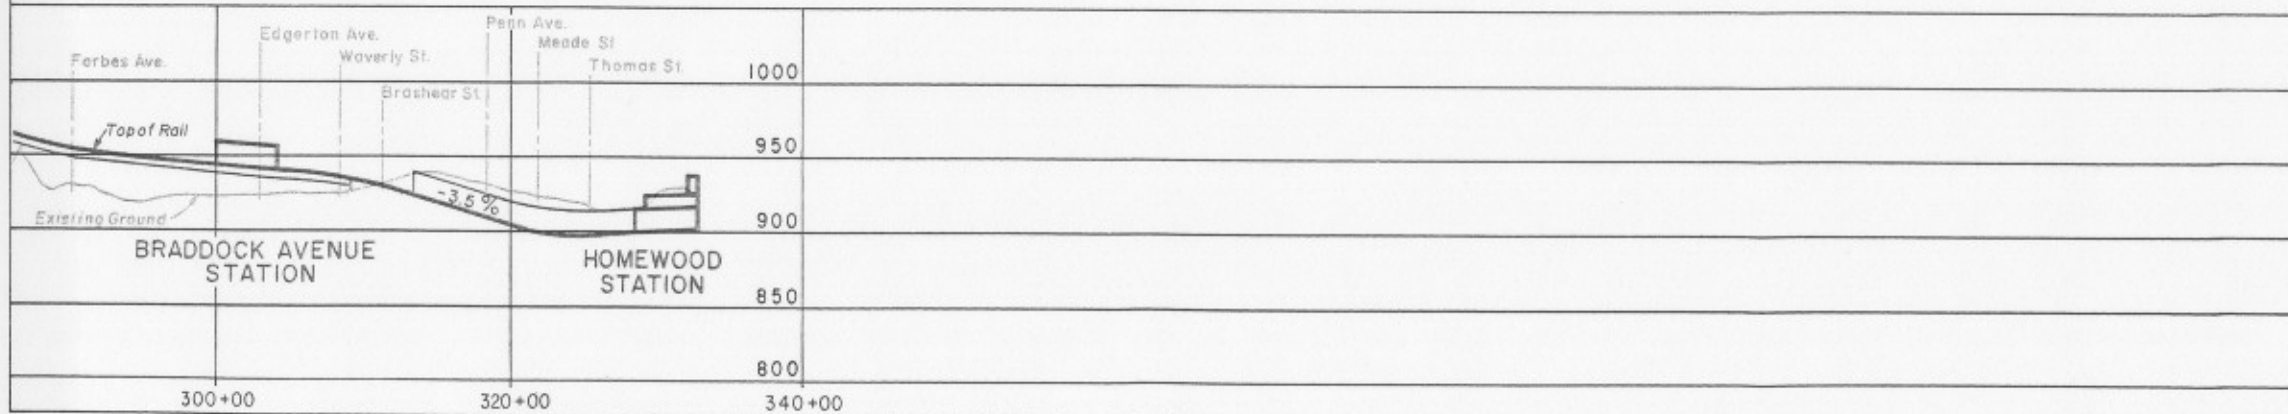 Penn Ave.
Edgerton Ave.
Meade St
Waverly St.
Forbes Ave.
Thomas St.
1000
Brashear St.
Top of Rail
950
-3.5 %
Existing Ground
900
BRADDOCK AVENUE
STATION
HOMEWOOD
STATION
850
800
300+00
320+00
340+00